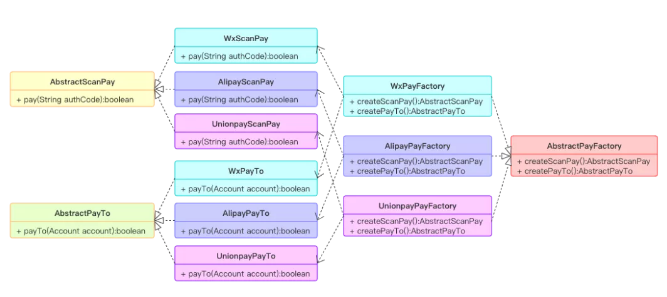 WxScanPay
+ pay(String authCode):boolean
AbstractScanPay
+ pay(String authCode):boolean
AlipayScanPay
+ pay(String authCode):boolean
UnionpayScanPay
+ pay(String authCode):boolean
WxPayFactory
+ createScanPay():AbstractScanPay
+ createPayTo():AbstractPayTo
AlipayPayFactory
+ createScanPay():AbstractScanPay
+ createPayTo():AbstractPayTo
AbstractPayFactory
+ createScanPay():AbstractScanPay
+ createPayTo():AbstractPayTo
WxPayTo
+ payTo(Account account):boolean
AbstractPayTo
+ payTo(Account account):boolean
AlipayPayTo
+ payTo(Account account):boolean
UnionpayPayFactory
+ createScanPay():AbstractScanPay
+ createPayTo():AbstractPayTo
UnionpayPayTo
+ payTo(Account account):boolean